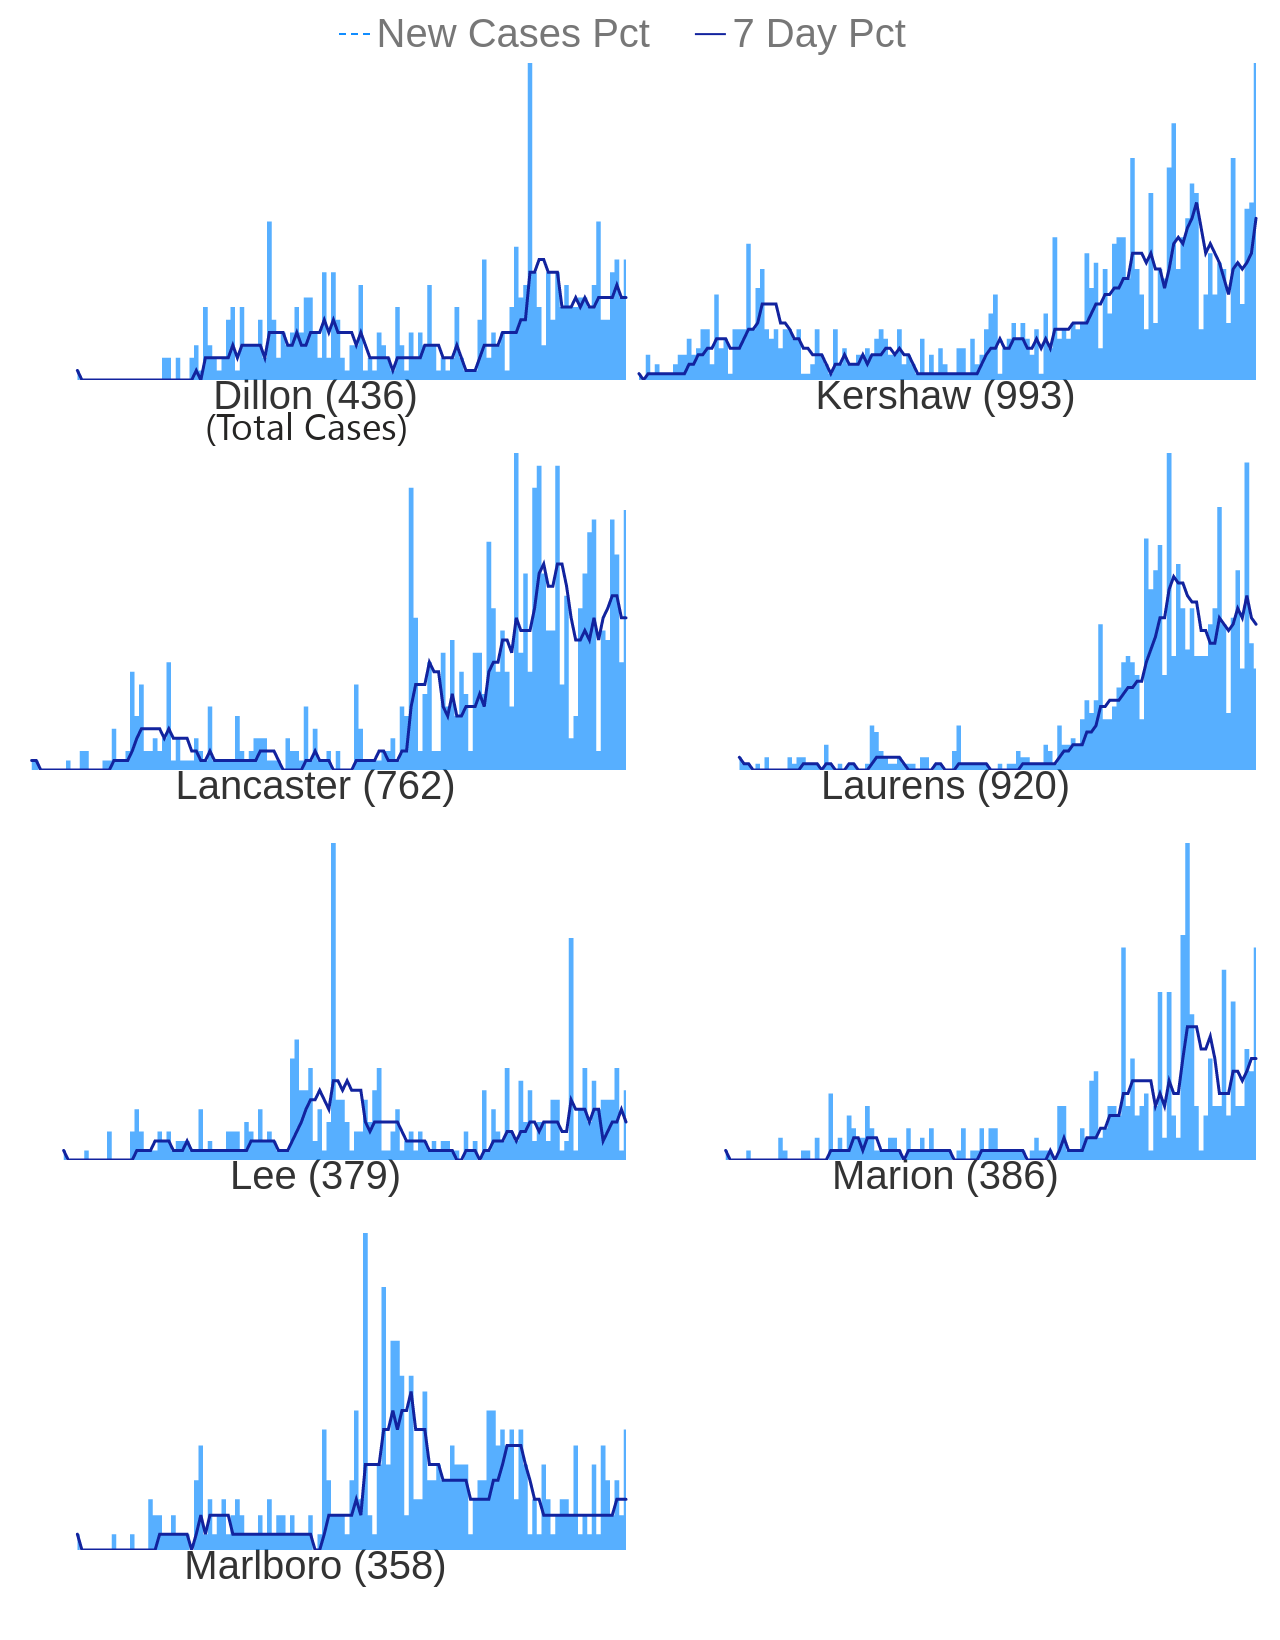 New Cases Pct 7 Day Pct
Dillon (436)
(Total Cases)
Kershaw (993)
Lancaster (762)
Laurens (920)
Lee (379)
Marion (386)
Marlboro (358)